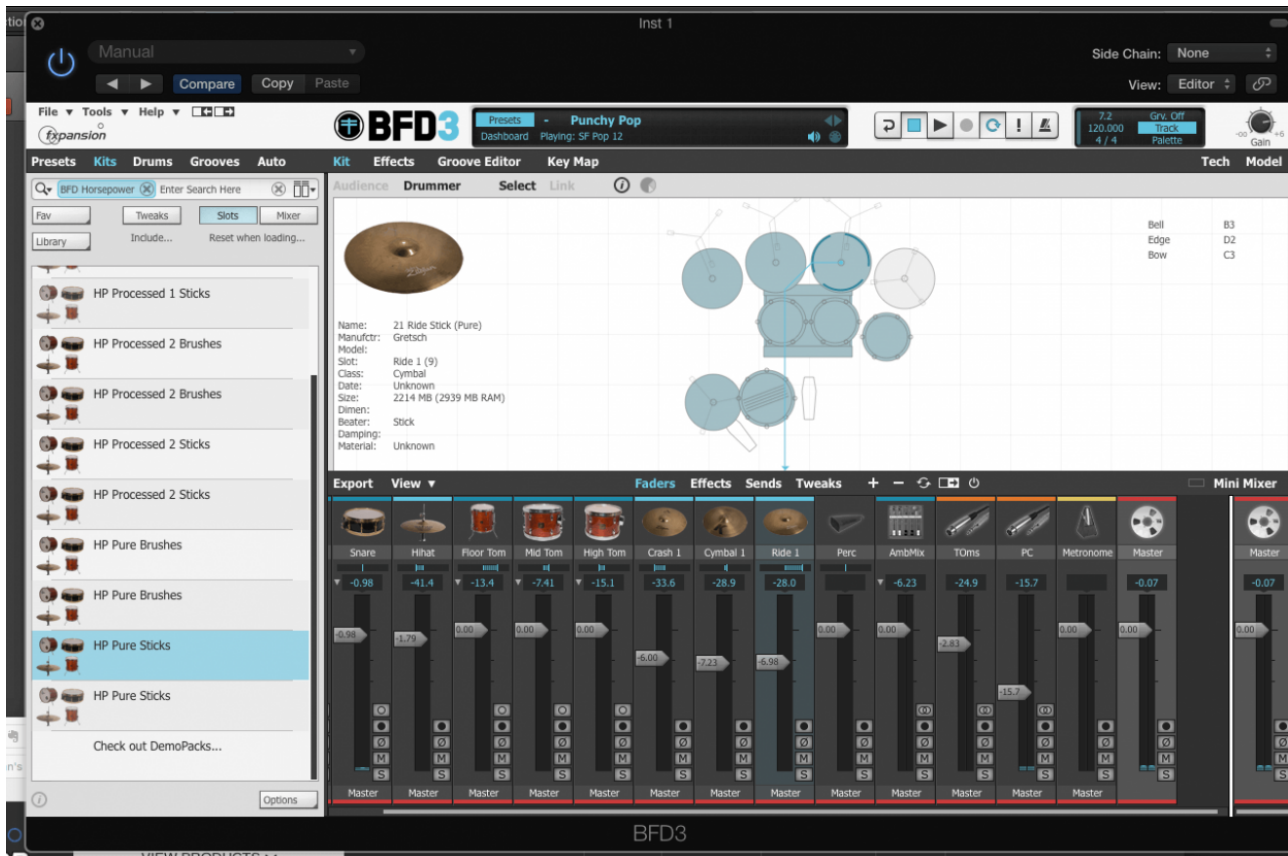 Inst 1
Manual
Side Chain: None
Compare Copy Paste
View: Editor
File Tools Help
fxpansion
BFD3
Presets - Punchy Pop
Dashboard Playing: SF Pop 12
7.2 Grv. Off
120.000 Track
4 / 4 Palette
-∞ +6
Gain
Presets Kits Drums Grooves Auto
Kit Effects Groove Editor Key Map
Tech Model
BFD Horsepower Enter Search Here
Audience Drummer Select Link
Fav Tweaks Slots Mixer
Library Include... Reset when loading...
HP Processed 1 Sticks
HP Processed 2 Brushes
HP Processed 2 Brushes
HP Processed 2 Sticks
HP Processed 2 Sticks
HP Pure Brushes
HP Pure Brushes
HP Pure Sticks
HP Pure Sticks
Check out DemoPacks...
Options
Zildjian
Name: 21 Ride Stick (Pure)
Manufctr: Gretsch
Model:
Slot: Ride 1 (9)
Class: Cymbal
Date: Unknown
Size: 2214 MB (2939 MB RAM)
Dimen:
Beater: Stick
Damping:
Material: Unknown
Bell B3
Edge D2
Bow C3
Export View Faders Effects Sends Tweaks Mini Mixer
Snare Hihat Floor Tom Mid Tom High Tom Crash 1 Cymbal 1 Ride 1 Perc AmbMix TOms PC Metronome Master Master
-0.98 -41.4 -13.4 -7.41 -15.1 -33.6 -28.9 -28.0 -6.23 -24.9 -15.7 -0.07 -0.07
-0.98 -1.79 0.00 0.00 0.00 -6.00 -7.23 -6.98 0.00 0.00 -2.83 -15.7 0.00 0.00 0.00
M M M M M M M M M M M M M
S S S S S S S S S S S S S S
Master Master Master Master Master Master Master Master Master Master Master Master Master
BFD3
VIEW PRODUCTS